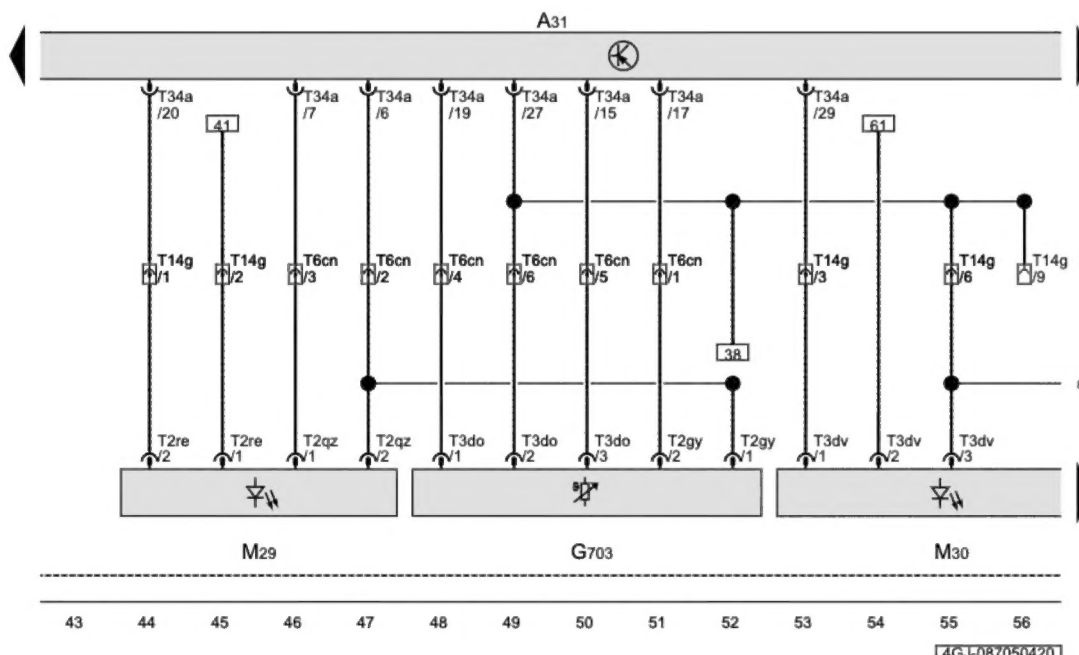 A31
T34a T34a T34a T34a T34a T34a T34a T34a
/20 /7 /6 /19 /27 /15 /17 /29
41 61
T14g T14g T6cn T6cn T6cn T6cn T6cn T6cn T14g T14g T14g
/1 /2 /3 /2 /4 /6 /5 /1 /3 /6 /9
38
T2re T2re T2qz T2qz T3do T3do T3do T2gy T2gy T3dv T3dv T3dv
/2 /1 /1 /2 /1 /2 /3 /2 /1 /1 /2 /3
M29 G703 M30
43 44 45 46 47 48 49 50 51 52 53 54 55 56